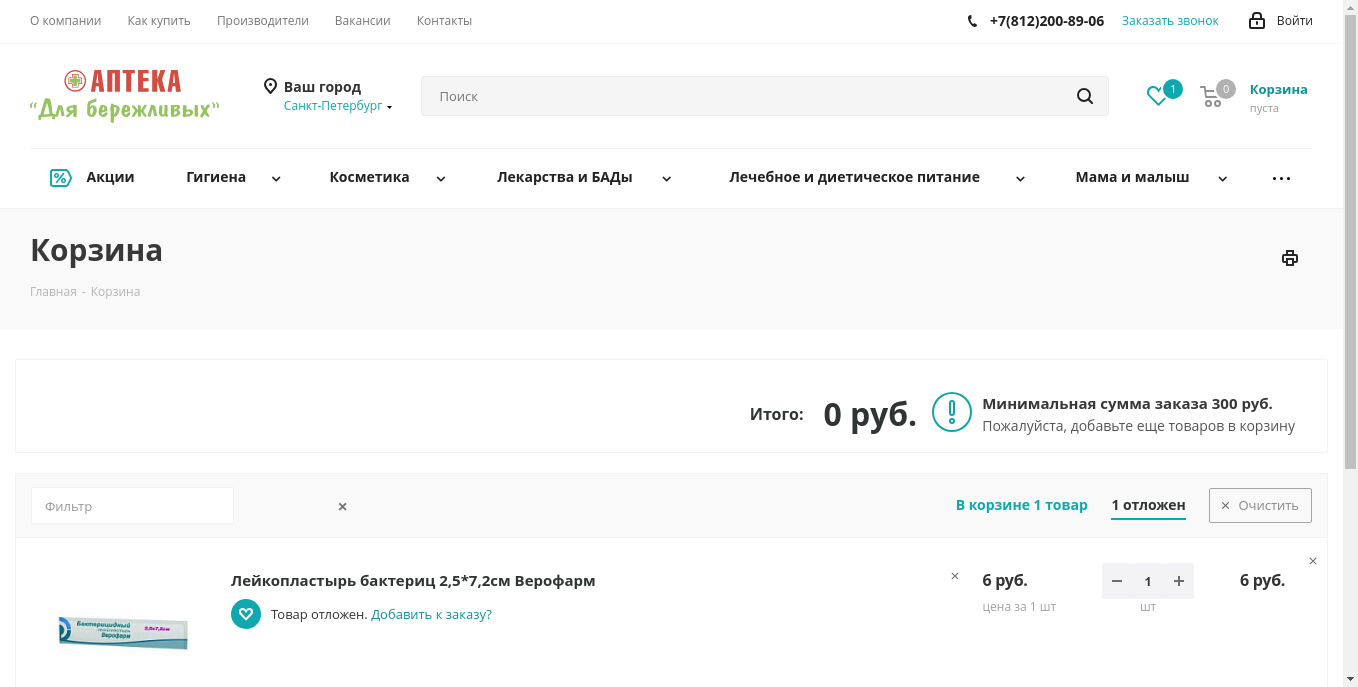 О компании Как купить Производители Вакансии Контакты +7(812)200-89-06 Заказать звонок Войти
АПТЕКА
“Для бережливых”
Ваш город
Санкт-Петербург
Поиск
1
0
Корзина
пуста
Акции Гигиена Косметика Лекарства и БАДы Лечебное и диетическое питание Мама и малыш
Корзина
Главная - Корзина
Итого: 0 руб.
Минимальная сумма заказа 300 руб.
Пожалуйста, добавьте еще товаров в корзину
Фильтр
В корзине 1 товар 1 отложен Очистить
Лейкопластырь бактериц 2,5*7,2см Верофарм
Товар отложен. Добавить к заказу?
6 руб.
цена за 1 шт
1
шт
6 руб.
Бактерицидный
Верофарм